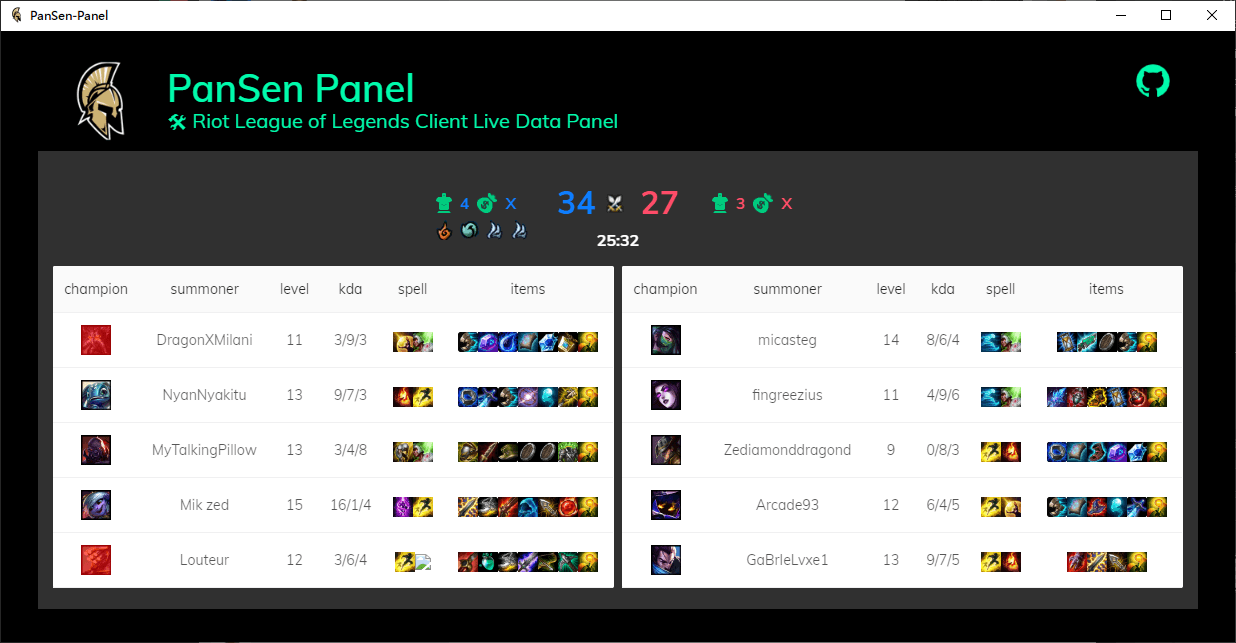 PanSen-Panel
PanSen Panel
🛠 Riot League of Legends Client Live Data Panel
4 X 34 27 3 X
25:32
champion summoner level kda spell items
DragonXMilani 11 3/9/3
NyanNyakitu 13 9/7/3
MyTalkingPillow 13 3/4/8
Mik zed 15 16/1/4
Louteur 12 3/6/4
champion summoner level kda spell items
micasteg 14 8/6/4
fingreezius 11 4/9/6
Zediamonddragond 9 0/8/3
Arcade93 12 6/4/5
GaBrIeLvxe1 13 9/7/5